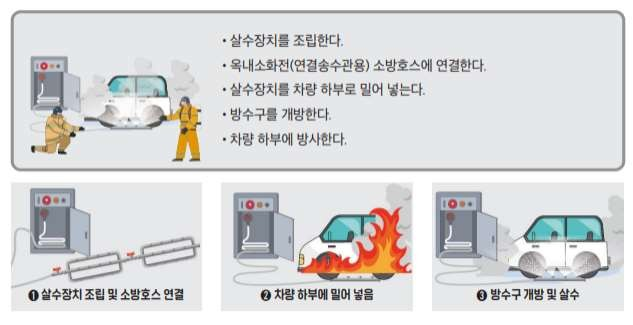 • 살수장치를 조립한다.
• 옥내소화전(연결송수관용) 소방호스에 연결한다.
• 살수장치를 차량 하부로 밀어 넣는다.
• 방수구를 개방한다.
• 차량 하부에 방사한다.
❶ 살수장치 조립 및 소방호스 연결
❷ 차량 하부에 밀어 넣음
❸ 방수구 개방 및 살수